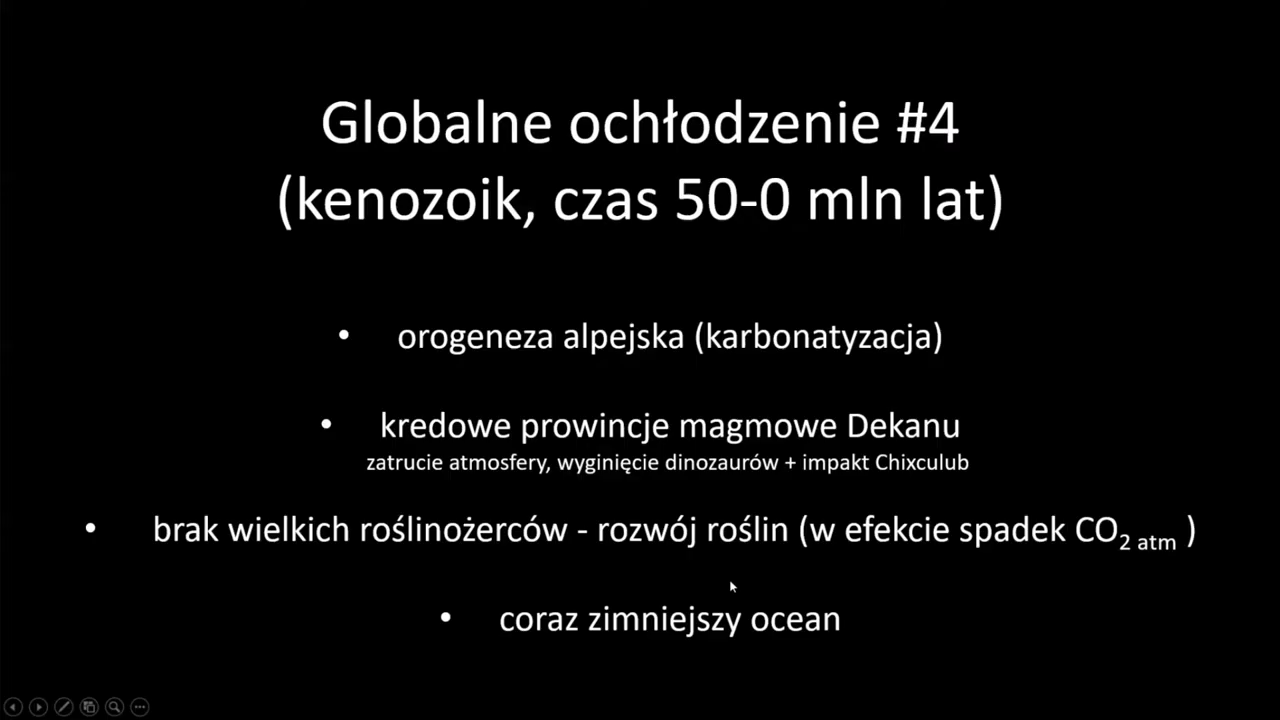 Globalne ochłodzenie #4
(kenozoik, czas 50-0 mln lat)
• orogeneza alpejska (karbonatyzacja)
• kredowe prowincje magmowe Dekanu
zatrucie atmosfery, wyginięcie dinozaurów + impakt Chixculub
• brak wielkich roślinożerców - rozwój roślin (w efekcie spadek CO₂ atm )
• coraz zimniejszy ocean